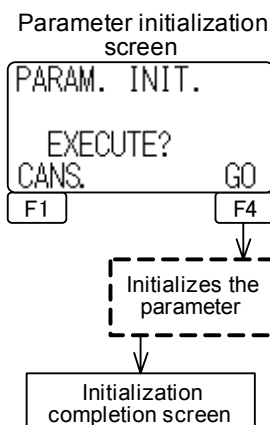 Parameter initialization
screen
PARAM. INIT.
EXECUTE?
CANS. GO
F1 F4
Initializes the
parameter
Initialization
completion screen